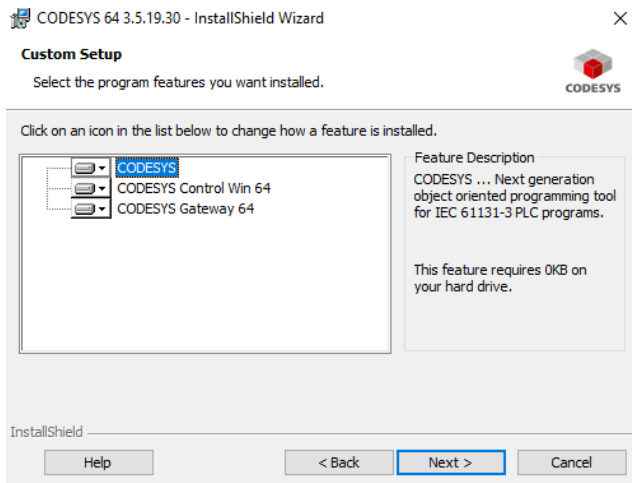 CODESYS 64 3.5.19.30 - InstallShield Wizard
Custom Setup
Select the program features you want installed.
CODESYS
Click on an icon in the list below to change how a feature is installed.
CODESYS
CODESYS Control Win 64
CODESYS Gateway 64
Feature Description
CODESYS ... Next generation
object oriented programming tool
for IEC 61131-3 PLC programs.
This feature requires 0KB on
your hard drive.
InstallShield
Help
< Back
Next >
Cancel